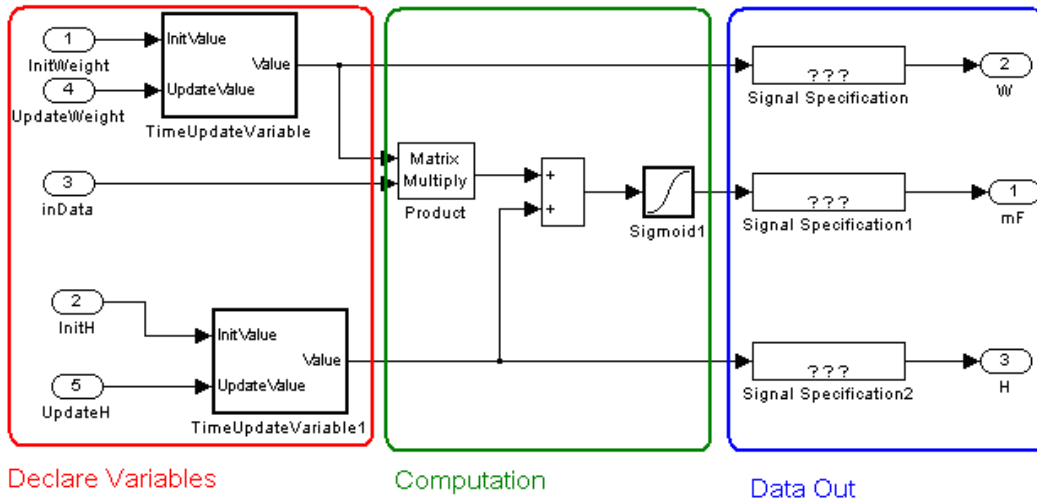 1
InitWeight
4
UpdateWeight
InitValue
Value
UpdateValue
TimeUpdateVariable
3
inData
2
InitH
5
UpdateH
InitValue
Value
UpdateValue
TimeUpdateVariable1
Declare Variables
Matrix
Multiply
Product
+
+
Sigmoid1
Computation
???
Signal Specification
2
W
???
Signal Specification1
1
mF
???
Signal Specification2
3
H
Data Out